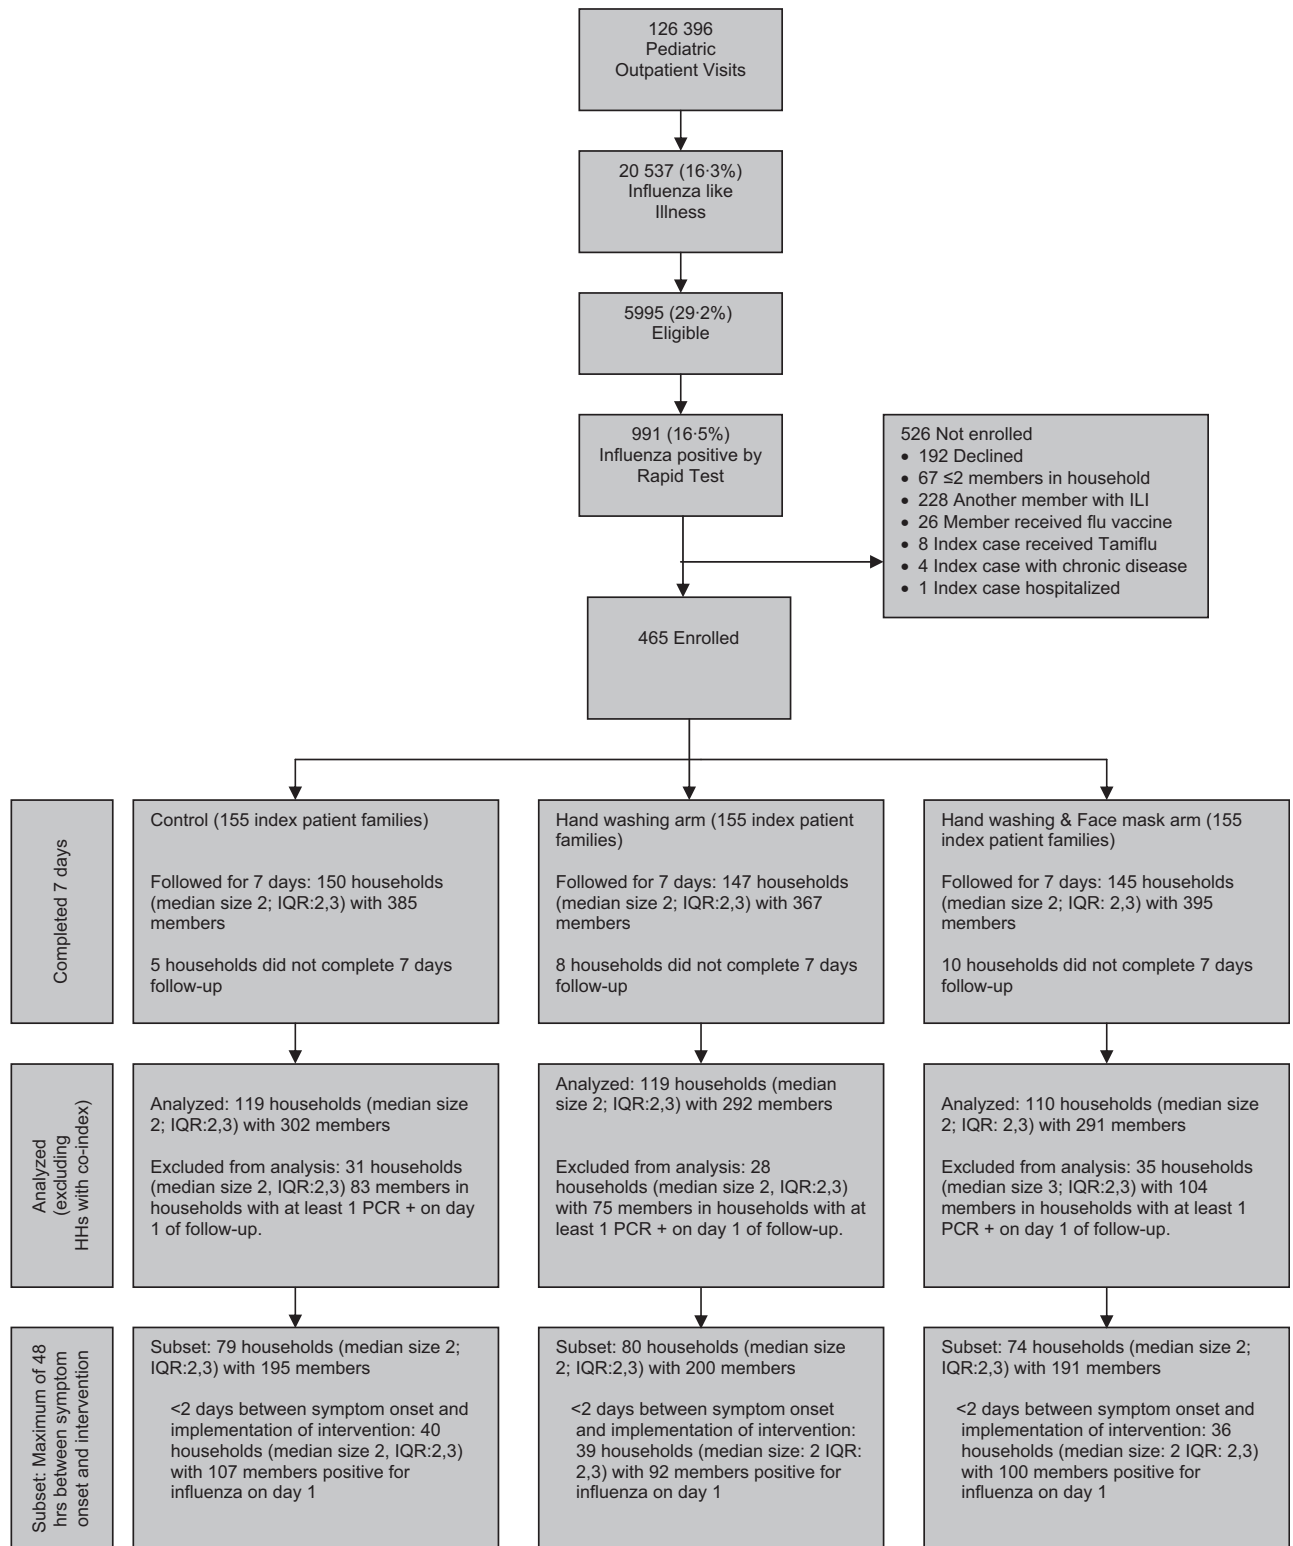 126 396
Pediatric
Outpatient Visits
20 537 (16·3%)
Influenza like
Illness
5995 (29·2%)
Eligible
991 (16·5%)
Influenza positive by
Rapid Test
526 Not enrolled
• 192 Declined
• 67 ≤2 members in household
• 228 Another member with ILI
• 26 Member received flu vaccine
• 8 Index case received Tamiflu
• 4 Index case with chronic disease
• 1 Index case hospitalized
465 Enrolled
Completed 7 days
Control (155 index patient families)
Followed for 7 days: 150 households
(median size 2; IQR:2,3) with 385
members
5 households did not complete 7 days
follow-up
Hand washing arm (155 index patient
families)
Followed for 7 days: 147 households
(median size 2; IQR:2,3) with 367
members
8 households did not complete 7 days
follow-up
Hand washing & Face mask arm (155
index patient families)
Followed for 7 days: 145 households
(median size 2; IQR: 2,3) with 395
members
10 households did not complete 7 days
follow-up
Analyzed
(excluding
HHs with co-index)
Analyzed: 119 households (median size
2; IQR:2,3) with 302 members
Excluded from analysis: 31 households
(median size 2, IQR:2,3) 83 members in
households with at least 1 PCR + on day
1 of follow-up.
Analyzed: 119 households (median
size 2; IQR:2,3) with 292 members
Excluded from analysis: 28
households (median size 2, IQR:2,3)
with 75 members in households with at
least 1 PCR + on day 1 of follow-up.
Analyzed: 110 households (median size
2; IQR: 2,3) with 291 members
Excluded from analysis: 35 households
(median size 3; IQR:2,3) with 104
members in households with at least 1
PCR + on day 1 of follow-up.
Subset: Maximum of 48
hrs between symptom
onset and intervention
Subset: 79 households (median size 2;
IQR:2,3) with 195 members
<2 days between symptom onset and
implementation of intervention: 40
households (median size 2, IQR:2,3)
with 107 members positive for
influenza on day 1
Subset: 80 households (median size
2; IQR:2,3) with 200 members
<2 days between symptom onset
and implementation of intervention:
39 households (median size: 2 IQR:
2,3) with 92 members positive for
influenza on day 1
Subset: 74 households (median size 2;
IQR:2,3) with 191 members
<2 days between symptom onset and
implementation of intervention: 36
households (median size: 2 IQR: 2,3)
with 100 members positive for
influenza on day 1